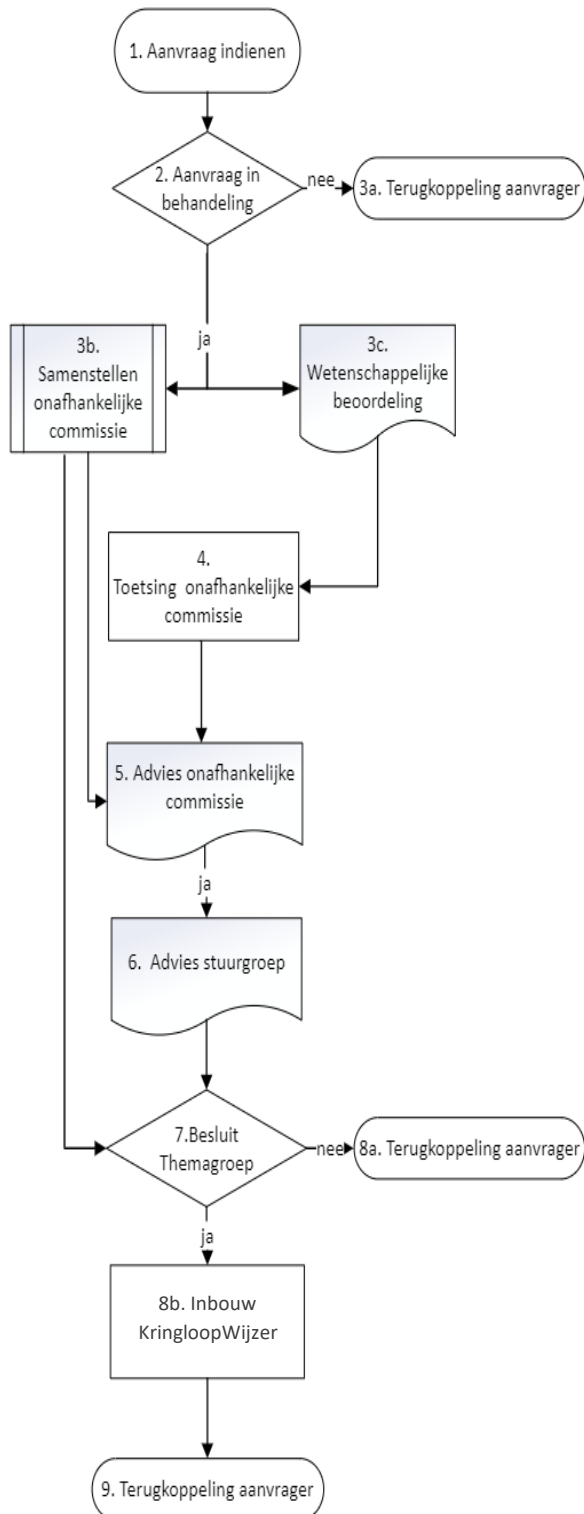 1. Aanvraag indienen
2. Aanvraag in
behandeling
nee
3a. Terugkoppeling aanvrager
ja
3b.
Samenstellen
onafhankelijke
commissie
3c.
Wetenschappelijke
beoordeling
4.
Toetsing onafhankelijke
commissie
5. Advies onafhankelijke
commissie
ja
6. Advies stuurgroep
7.Besluit
Themagroep
nee
8a. Terugkoppeling aanvrager
ja
8b. Inbouw
KringloopWijzer
9. Terugkoppeling aanvrager